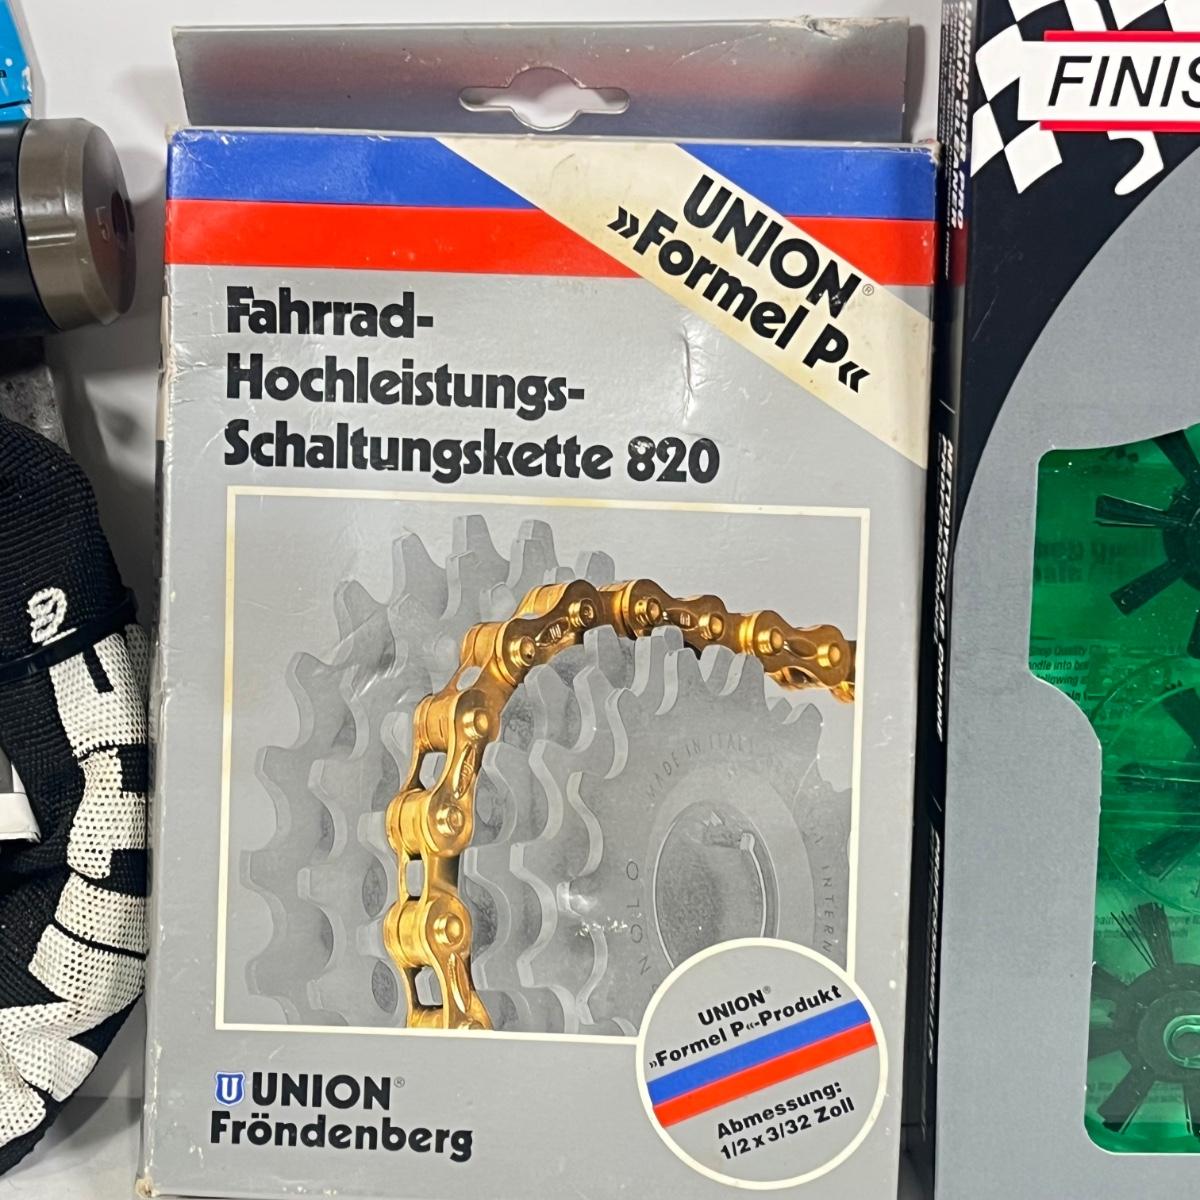 UNION®
»Formel P«
Fahrrad-
Hochleistungs-
Schaltungskette 820
MADE IN ITALY
U UNION®
Fröndenberg
UNION®
»Formel P«-Produkt
Abmessung:
1/2 x 3/32 Zoll
5
FINIS